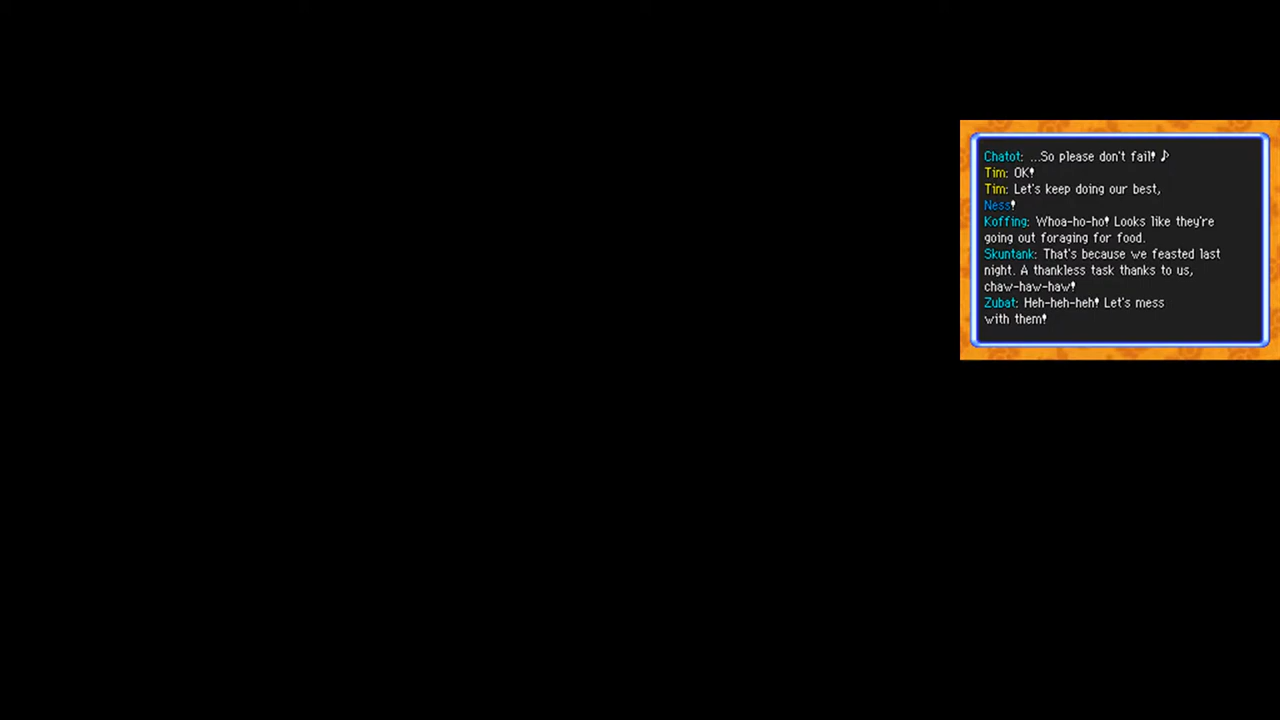 Chatot: ...So please don't fail! ♪
Tim: OK!
Tim: Let's keep doing our best,
Ness!
Koffing: Whoa-ho-ho! Looks like they're
going out foraging for food.
Skuntank: That's because we feasted last
night. A thankless task thanks to us,
chaw-haw-haw!
Zubat: Heh-heh-heh! Let's mess
with them!